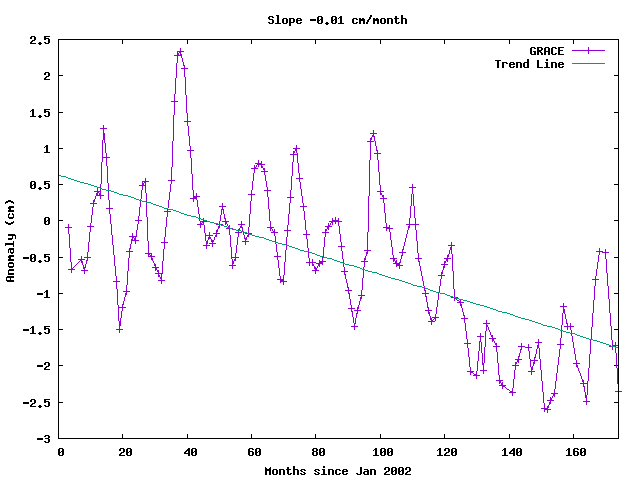 Slope -0.01 cm/month
GRACE
Trend Line
2.5
2
1.5
1
0.5
0
-0.5
-1
-1.5
-2
-2.5
-3
Anomaly (cm)
0 20 40 60 80 100 120 140 160
Months since Jan 2002